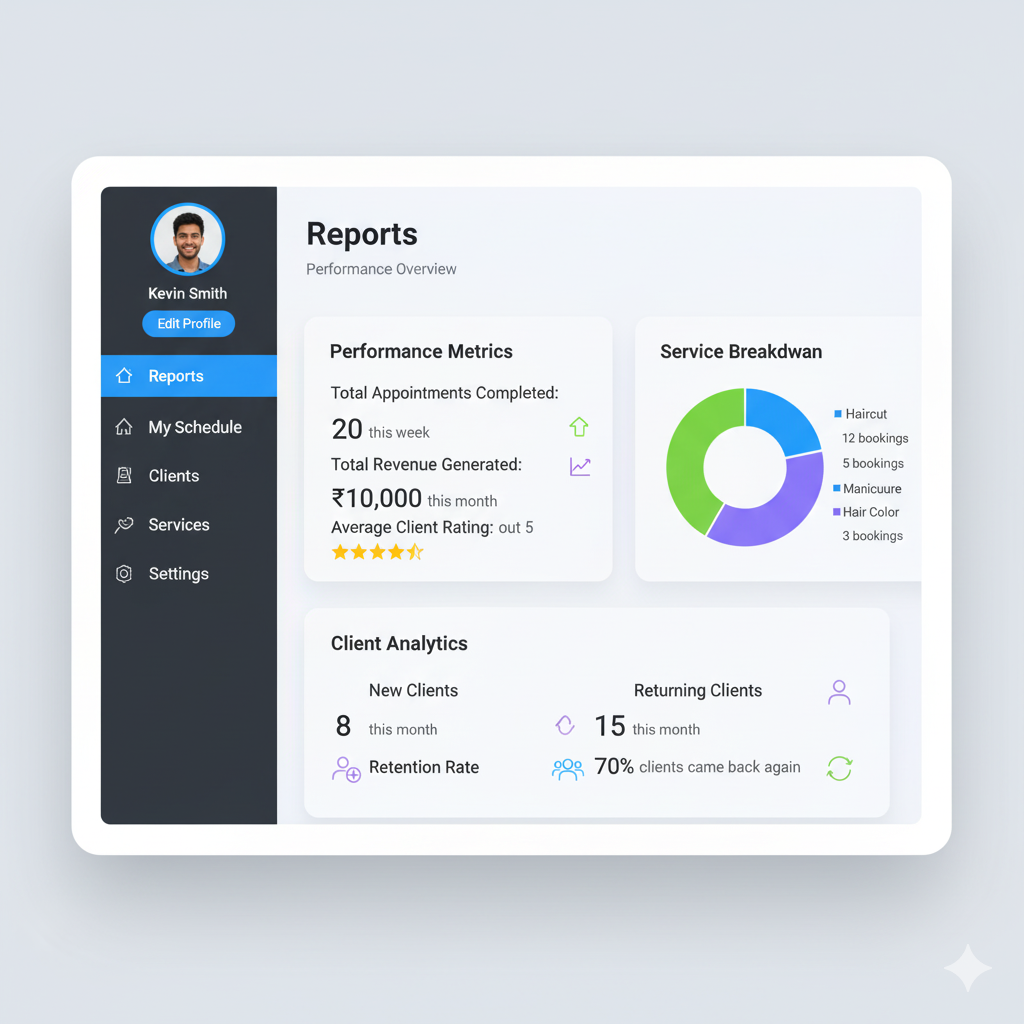 Kevin Smith
Edit Profile
Reports
My Schedule
Clients
Services
Settings
Reports
Performance Overview
Performance Metrics
Total Appointments Completed:
20 this week
Total Revenue Generated:
₹10,000 this month
Average Client Rating: out 5
Service Breakdwan
Haircut
12 bookings
5 bookings
Manicuure
Hair Color
3 bookings
Client Analytics
New Clients
8 this month
Retention Rate
Returning Clients
15 this month
70% clients came back again